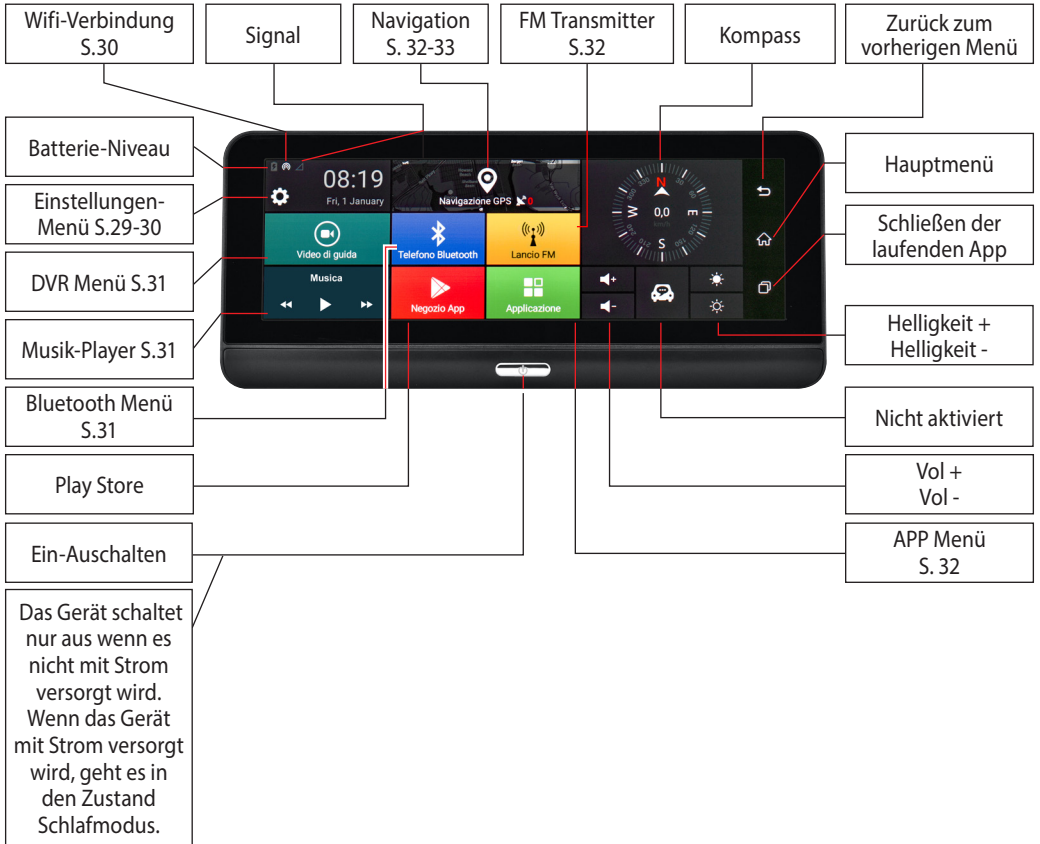 Wifi-Verbindung
S.30
Signal
Navigation
S. 32-33
FM Transmitter
S.32
Kompass
Zurück zum
vorherigen Menü
Batterie-Niveau
Einstellungen-
Menü S.29-30
DVR Menü S.31
Musik-Player S.31
Bluetooth Menü
S.31
Play Store
Ein-Auschalten
Das Gerät schaltet
nur aus wenn es
nicht mit Strom
versorgt wird.
Wenn das Gerät
mit Strom versorgt
wird, geht es in
den Zustand
Schlafmodus.
08:19
Fri, 1 January
Navigazione GPS 0
Video di guida
Telefono Bluetooth
Lancio FM
Musica
Negozio App
Applicazione
N
W
0,0
E
km/h
S
Hauptmenü
Schließen der
laufenden App
Helligkeit +
Helligkeit -
Nicht aktiviert
Vol +
Vol -
APP Menü
S. 32